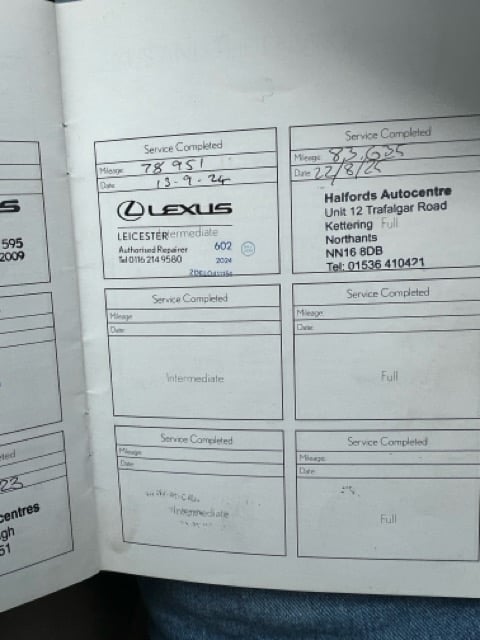 S
595
2009
23
centres
gh
51
Service Completed
Mileage: 78 951
Date: 13-9-24
LEXUS
LEICESTER Intermediate
Authorised Repairer 602
Tel 0116 214 9580 2024
Service Completed
Mileage: 83,635
Date: 22/8/25
Halfords Autocentre
Unit 12 Trafalgar Road
Kettering Full
Northants
NN16 8DB
Tel: 01536 410421
Service Completed
Mileage:
Date:
Intermediate
Service Completed
Mileage:
Date:
Full
Service Completed
Mileage:
Date:
Intermediate
Service Completed
Mileage:
Date:
Full